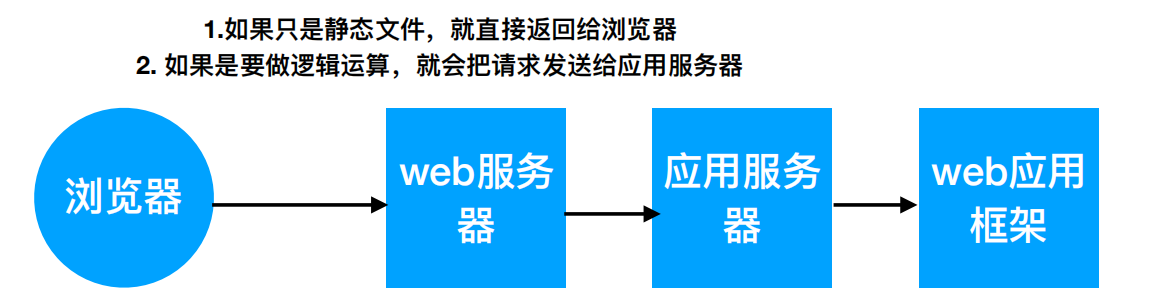 1.如果只是静态文件，就直接返回给浏览器
2. 如果是要做逻辑运算，就会把请求发送给应用服务器
浏览器
web服务
器
应用服务
器
web应用
框架